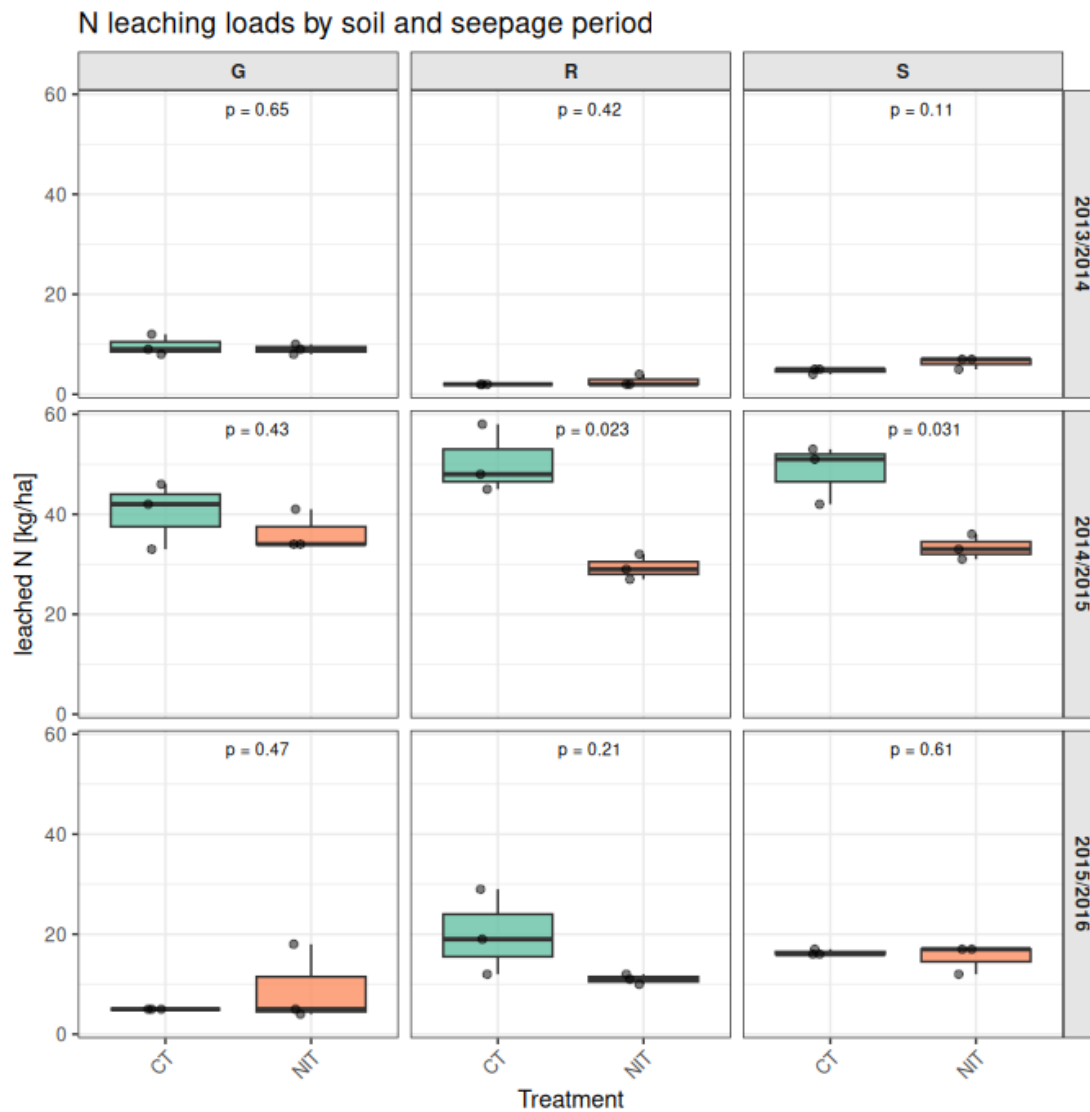 N leaching loads by soil and seepage period
G R S
60
p = 0.65 p = 0.42 p = 0.11
40
20
0
2013/2014
60
p = 0.43 p = 0.023 p = 0.031
40
20
0
2014/2015
leached N [kg/ha]
60
p = 0.47 p = 0.21 p = 0.61
40
20
0
2015/2016
CT NIT CT NIT CT NIT
Treatment